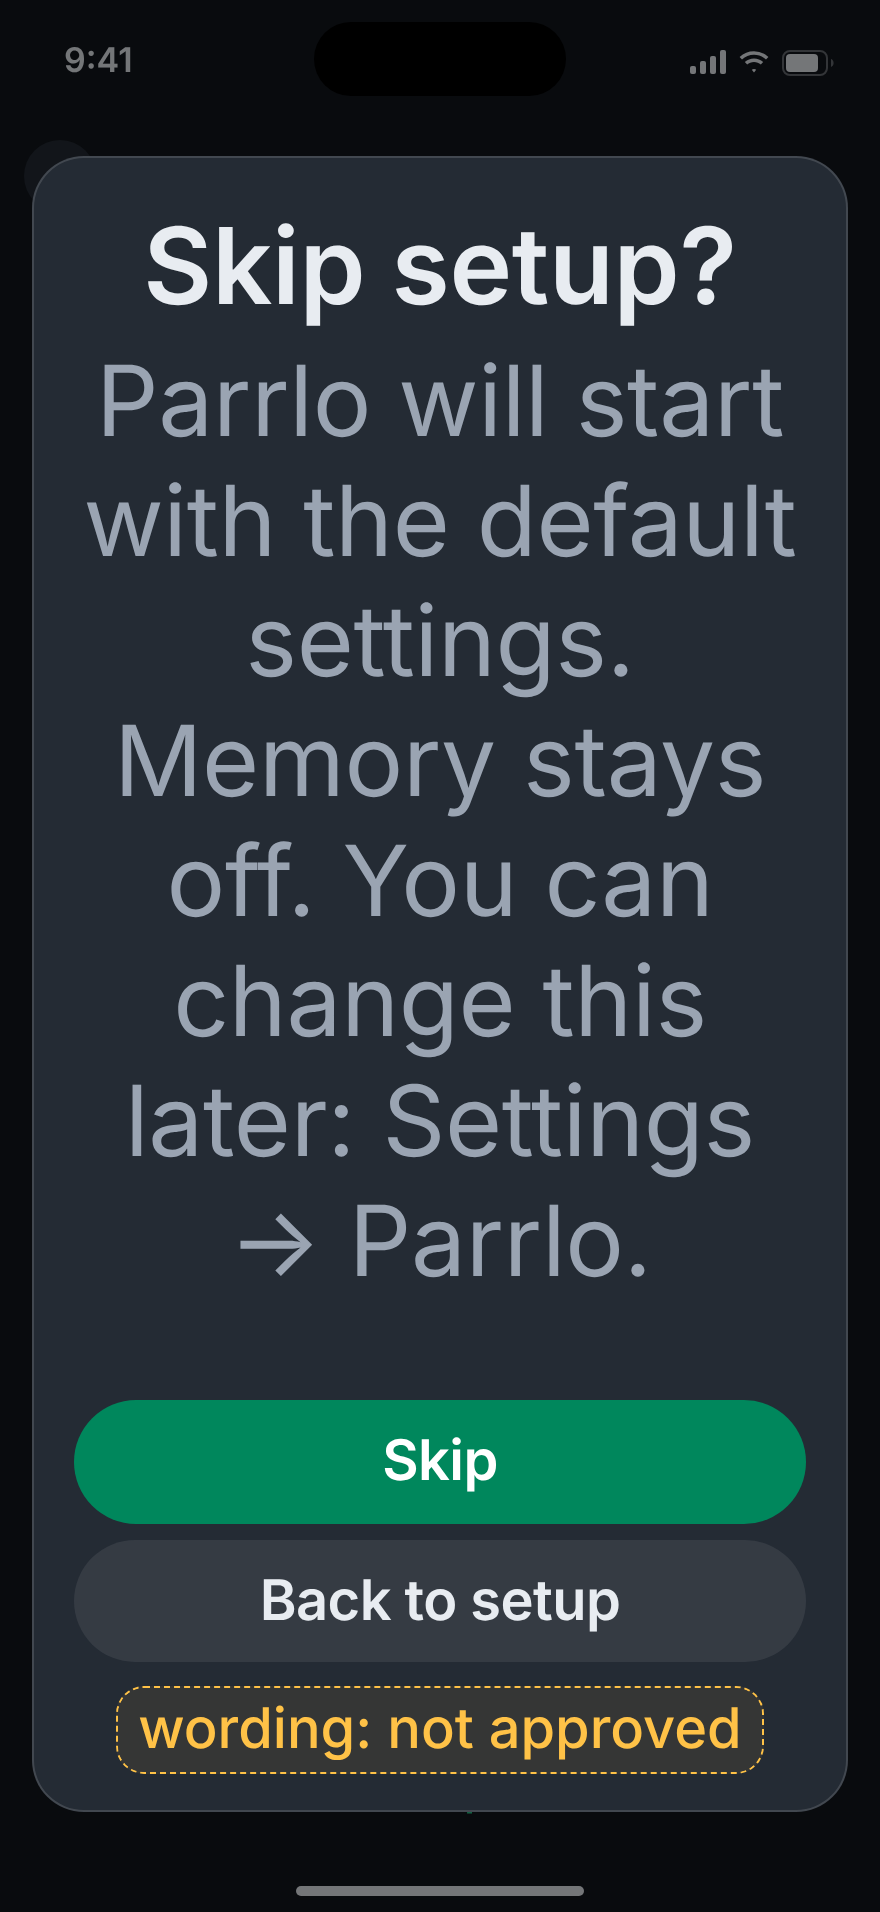 9:41
Skip setup?
Parrlo will start
with the default
settings.
Memory stays
off. You can
change this
later: Settings
→ Parrlo.
Skip
Back to setup
wording: not approved